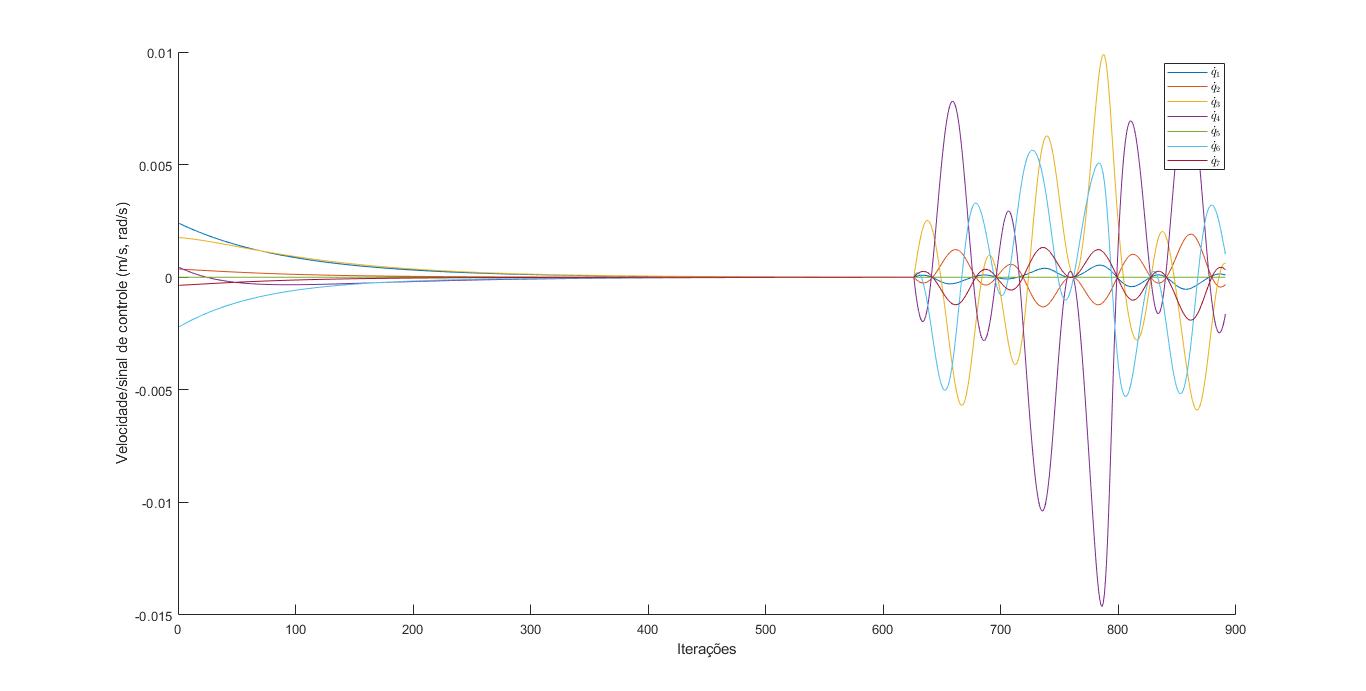 Velocidade/sinal de controle (m/s, rad/s)
0.01
0.005
0
-0.005
-0.01
-0.015
0 100 200 300 400 500 600 700 800 900
Iterações
q̇₁
q̇₂
q̇₃
q̇₄
q̇₅
q̇₆
q̇₇